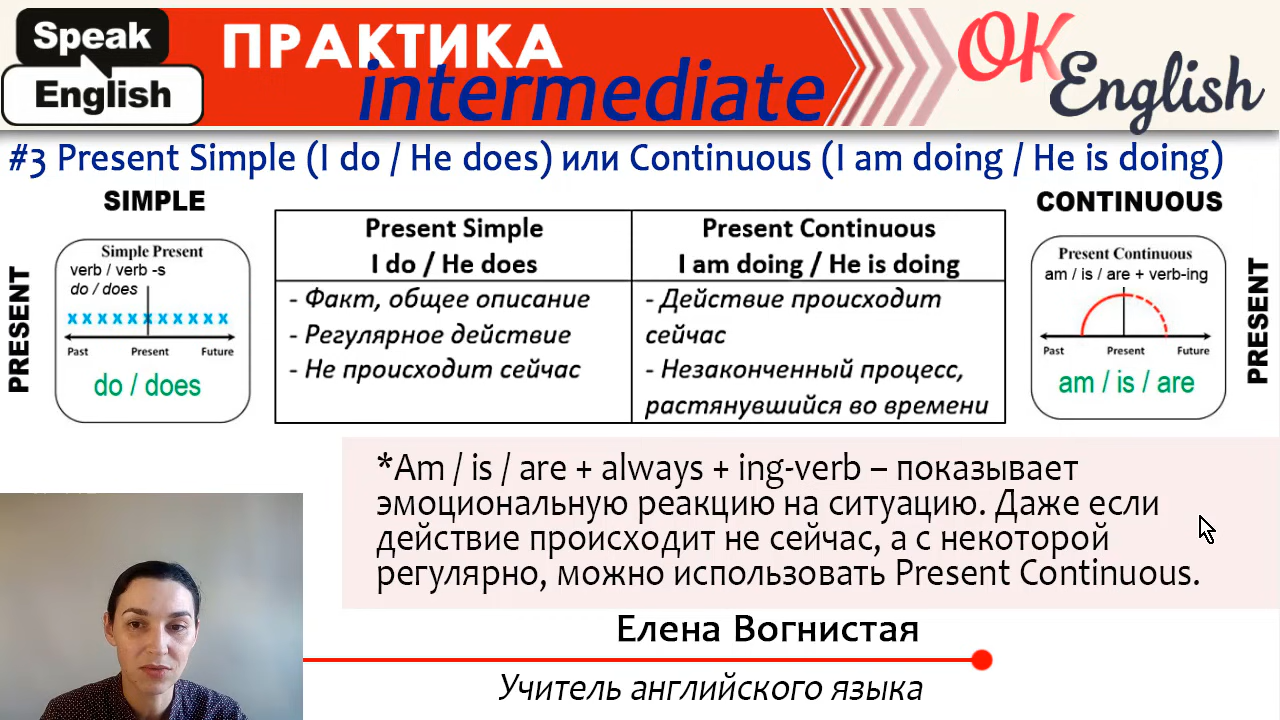 Speak
English
ПРАКТИКА
intermediate
OK
English
#3 Present Simple (I do / He does) или Continuous (I am doing / He is doing)
SIMPLE
CONTINUOUS
PRESENT
Simple Present
verb / verb -s
do / does
x x x x x x x x x x x
Past Present Future
do / does
Present Simple
I do / He does
- Факт, общее описание
- Регулярное действие
- Не происходит сейчас
Present Continuous
I am doing / He is doing
- Действие происходит
сейчас
- Незаконченный процесс,
растянувшийся во времени
Present Continuous
am / is / are + verb-ing
Past Present Future
am / is / are
PRESENT
*Am / is / are + always + ing-verb – показывает
эмоциональную реакцию на ситуацию. Даже если
действие происходит не сейчас, а с некоторой
регулярно, можно использовать Present Continuous.
Елена Вогнистая
Учитель английского языка